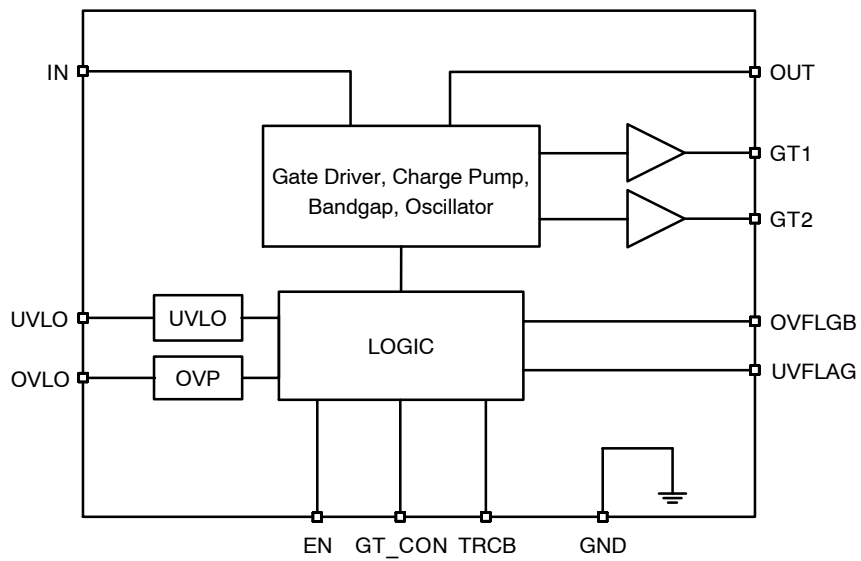 IN
OUT
GT1
Gate Driver, Charge Pump,
Bandgap, Oscillator
GT2
UVLO
UVLO
OVFLGB
LOGIC
OVLO
OVP
UVFLAG
EN
GT_CON
TRCB
GND